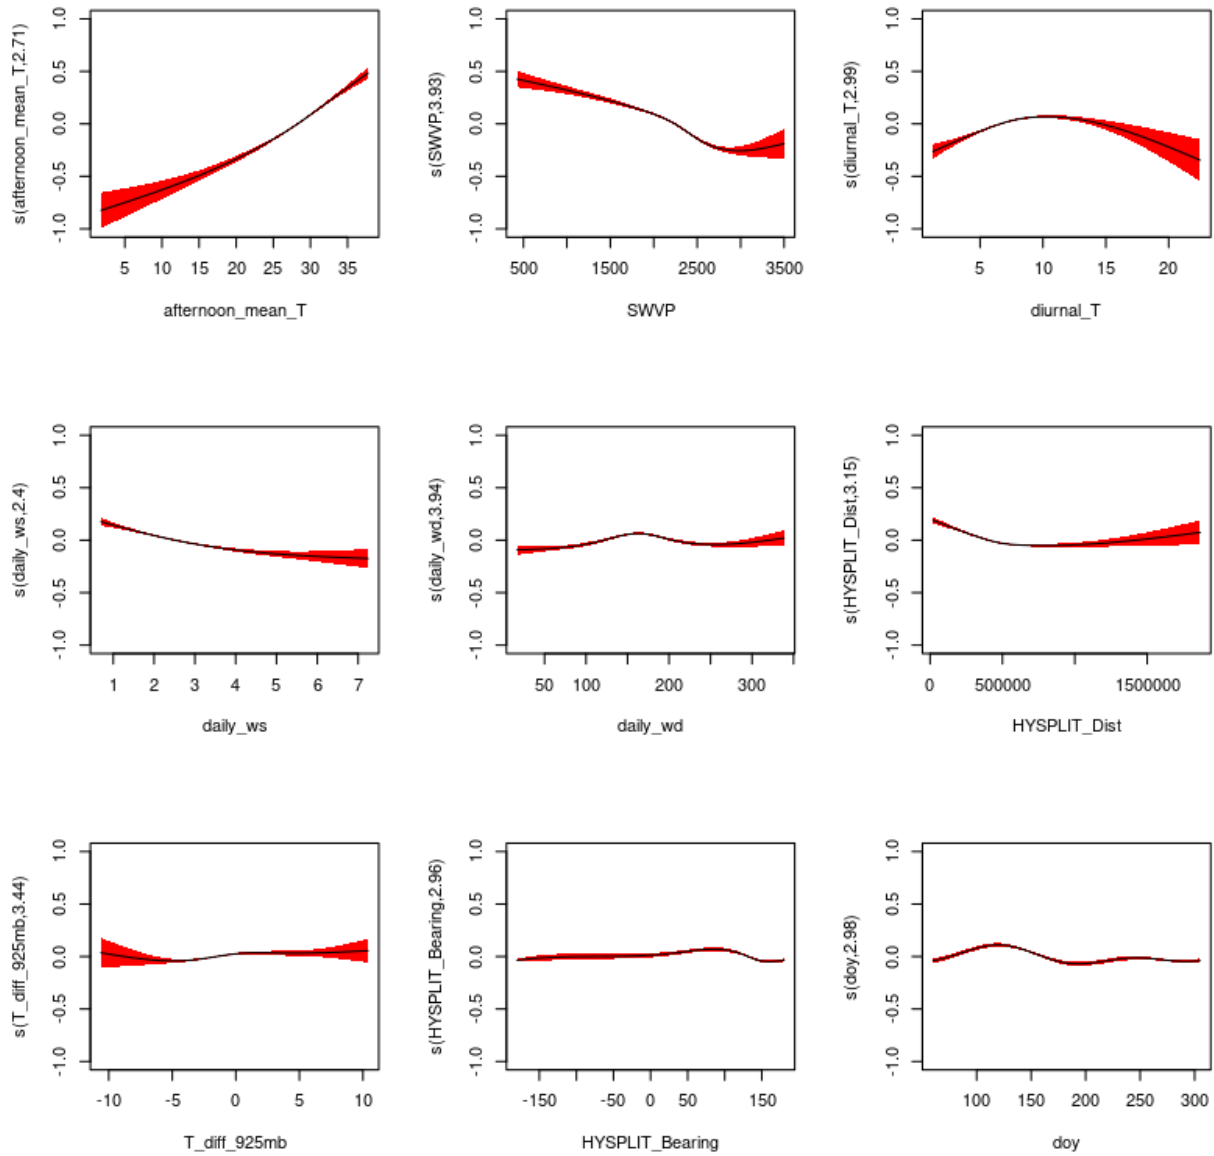 s(afternoon_mean_T,2.71)
-1.0 -0.5 0.0 0.5 1.0
5 10 15 20 25 30 35
afternoon_mean_T
s(SWVP,3.93)
-1.0 -0.5 0.0 0.5 1.0
500 1500 2500 3500
SWVP
s(diurnal_T,2.99)
-1.0 -0.5 0.0 0.5 1.0
5 10 15 20
diurnal_T
s(daily_ws,2.4)
-1.0 -0.5 0.0 0.5 1.0
1 2 3 4 5 6 7
daily_ws
s(daily_wd,3.94)
-1.0 -0.5 0.0 0.5 1.0
50 100 200 300
daily_wd
s(HYSPLIT_Dist,3.15)
-1.0 -0.5 0.0 0.5 1.0
0 500000 1500000
HYSPLIT_Dist
s(T_diff_925mb,3.44)
-1.0 -0.5 0.0 0.5 1.0
-10 -5 0 5 10
T_diff_925mb
s(HYSPLIT_Bearing,2.96)
-1.0 -0.5 0.0 0.5 1.0
-150 -50 0 50 150
HYSPLIT_Bearing
s(doy,2.98)
-1.0 -0.5 0.0 0.5 1.0
100 150 200 250 300
doy